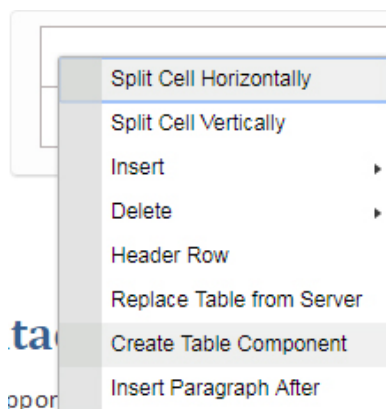 Split Cell Horizontally
Split Cell Vertically
Insert
Delete
Header Row
Replace Table from Server
Create Table Component
Insert Paragraph After